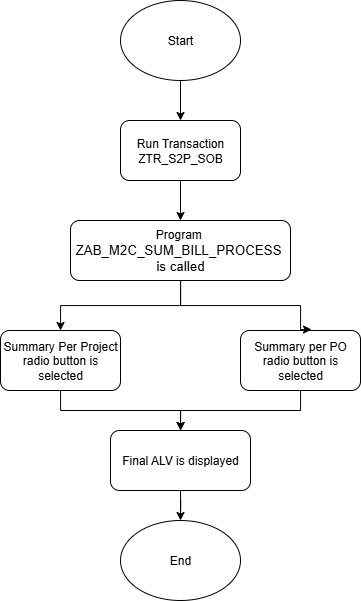 Start
Run Transaction
ZTR_S2P_SOB
Program
ZAB_M2C_SUM_BILL_PROCESS
is called
Summary Per Project
radio button is
selected
Summary per PO
radio button is
selected
Final ALV is displayed
End